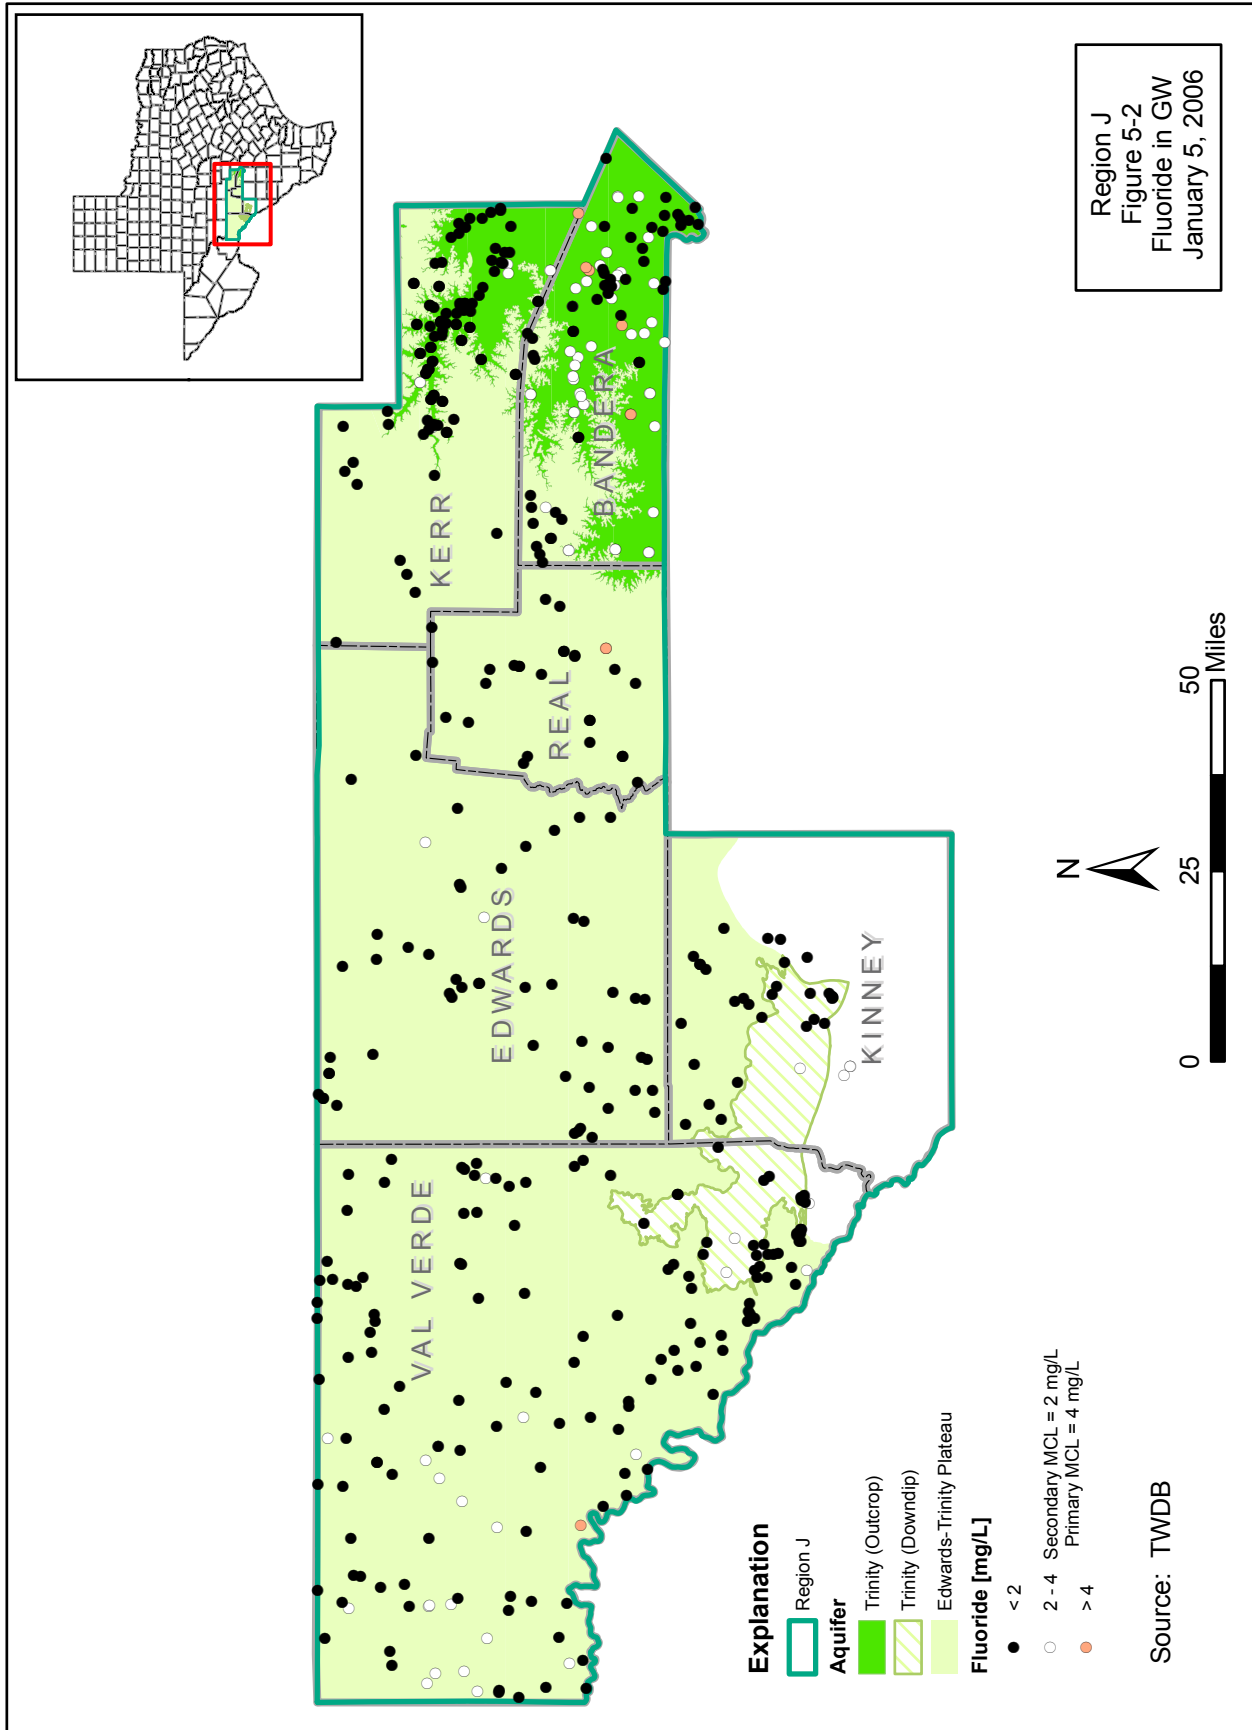 Region J
Figure 5-2
Fluoride in GW
January 5, 2006
KERR
BANDERA
REAL
EDWARDS
KINNEY
VAL VERDE
N
0 25 50 Miles
Explanation
Region J
Aquifer
Trinity (Outcrop)
Trinity (Downdip)
Edwards-Trinity Plateau
Fluoride [mg/L]
< 2
2 - 4 Secondary MCL = 2 mg/L
Primary MCL = 4 mg/L
> 4
Source: TWDB